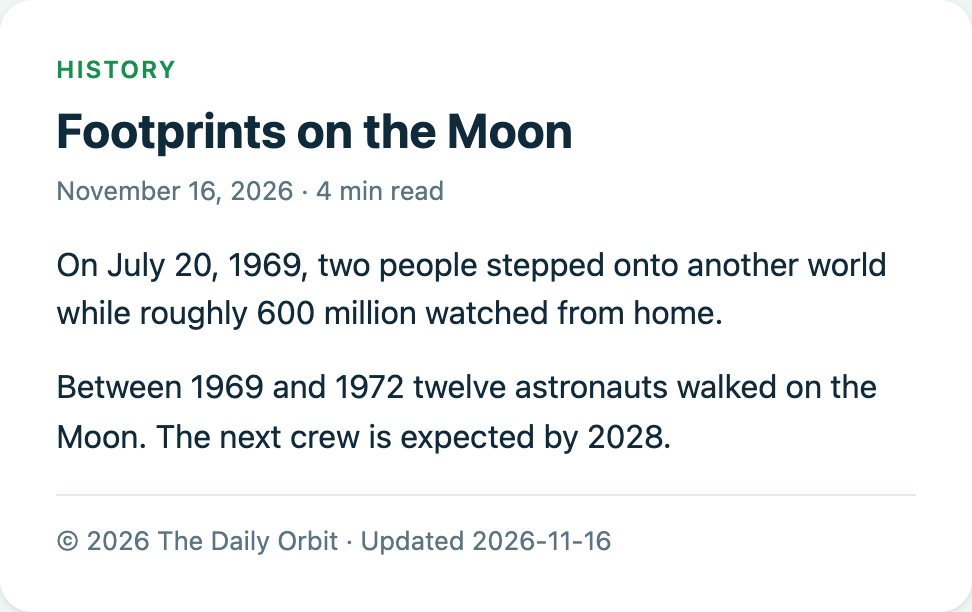 HISTORY
Footprints on the Moon
November 16, 2026 · 4 min read
On July 20, 1969, two people stepped onto another world
while roughly 600 million watched from home.
Between 1969 and 1972 twelve astronauts walked on the
Moon. The next crew is expected by 2028.
© 2026 The Daily Orbit · Updated 2026-11-16